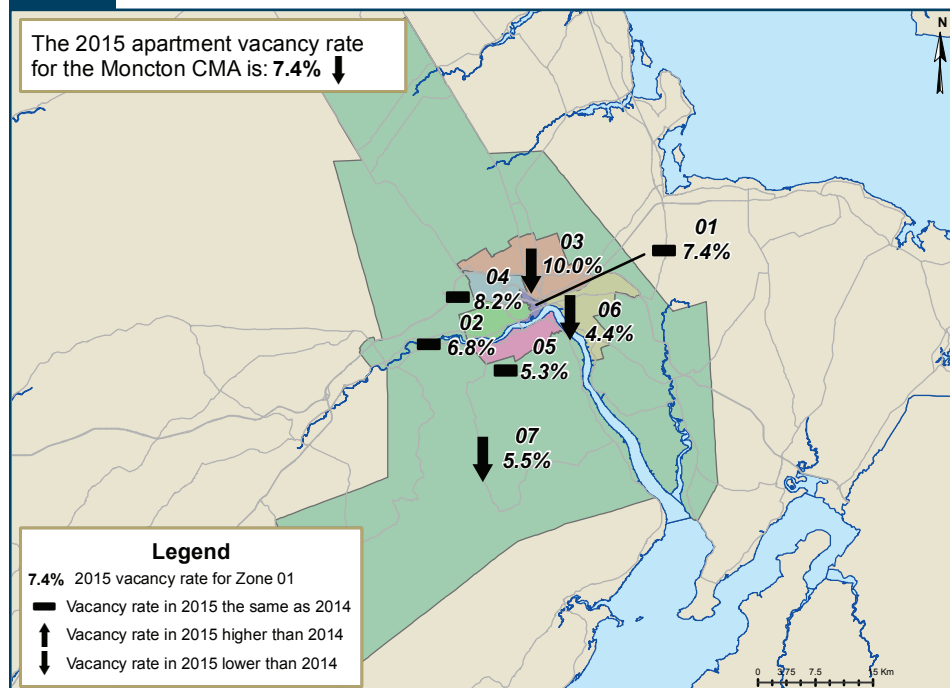 The 2015 apartment vacancy rate
for the Moncton CMA is: 7.4%
N
01
7.4%
03
10.0%
04
8.2%
06
4.4%
02
6.8%
05
5.3%
07
5.5%
Legend
7.4% 2015 vacancy rate for Zone 01
Vacancy rate in 2015 the same as 2014
Vacancy rate in 2015 higher than 2014
Vacancy rate in 2015 lower than 2014
0 3.75 7.5 15 Km